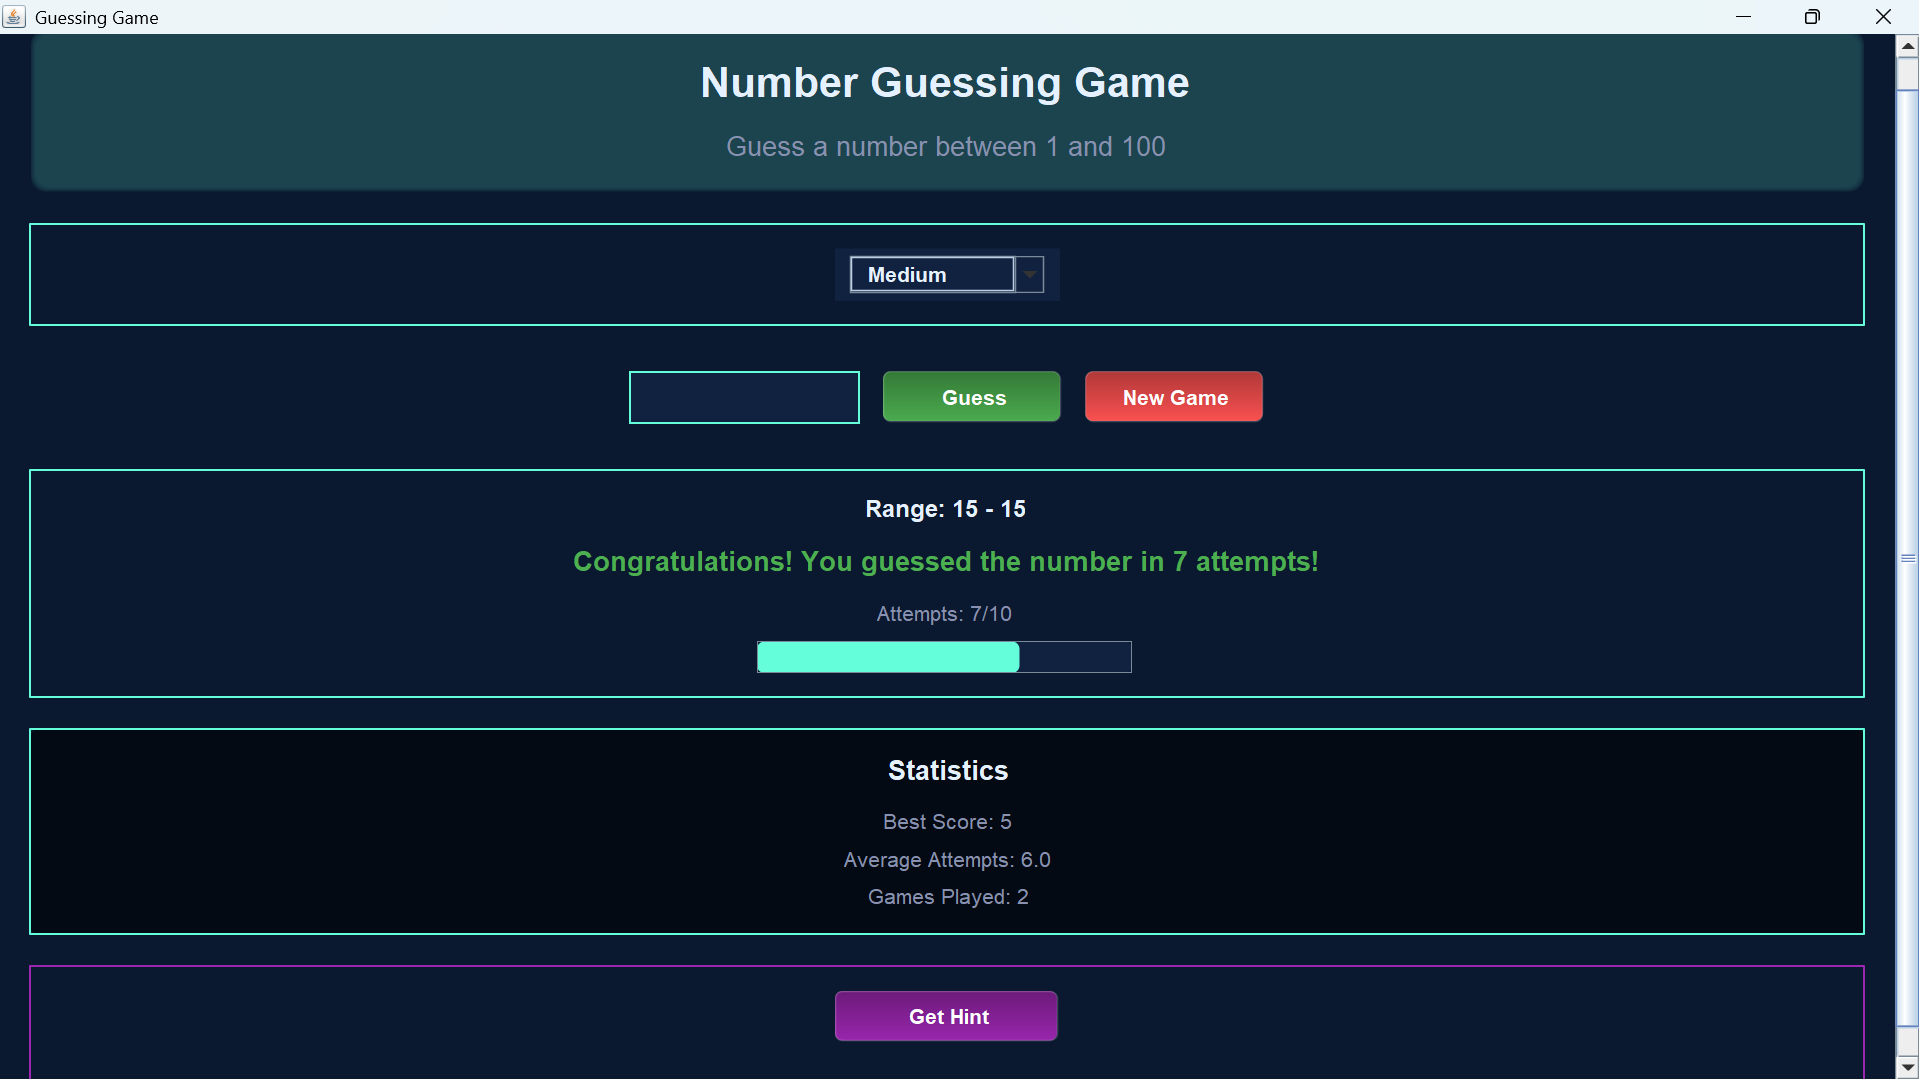 Guessing Game
Number Guessing Game
Guess a number between 1 and 100
Medium
Guess
New Game
Range: 15 - 15
Congratulations! You guessed the number in 7 attempts!
Attempts: 7/10
Statistics
Best Score: 5
Average Attempts: 6.0
Games Played: 2
Get Hint